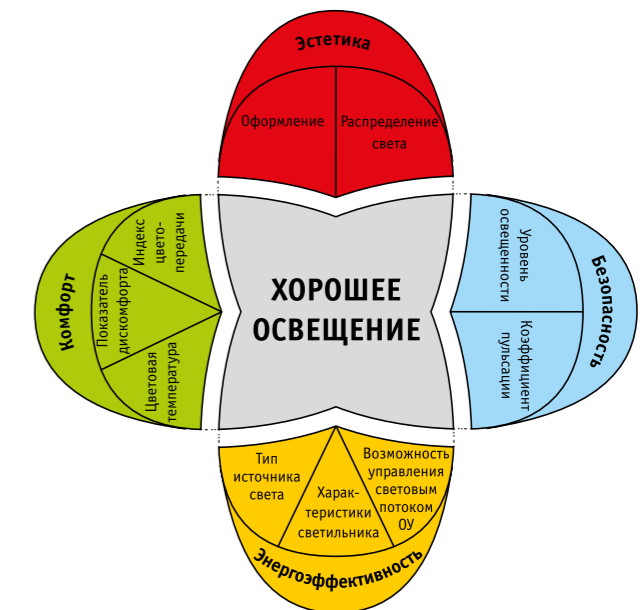 Эстетика
Оформление
Распределение
света
Комфорт
Индекс
цвето-
передачи
Показатель
дискомфорта
Цветовая
температура
ХОРОШЕЕ
ОСВЕЩЕНИЕ
Безопасность
Уровень
освещенности
Коэффициент
пульсации
Тип
источника
света
Харак-
теристики
светильника
Возможность
управления
световым
потоком
ОУ
Энергоэффективность